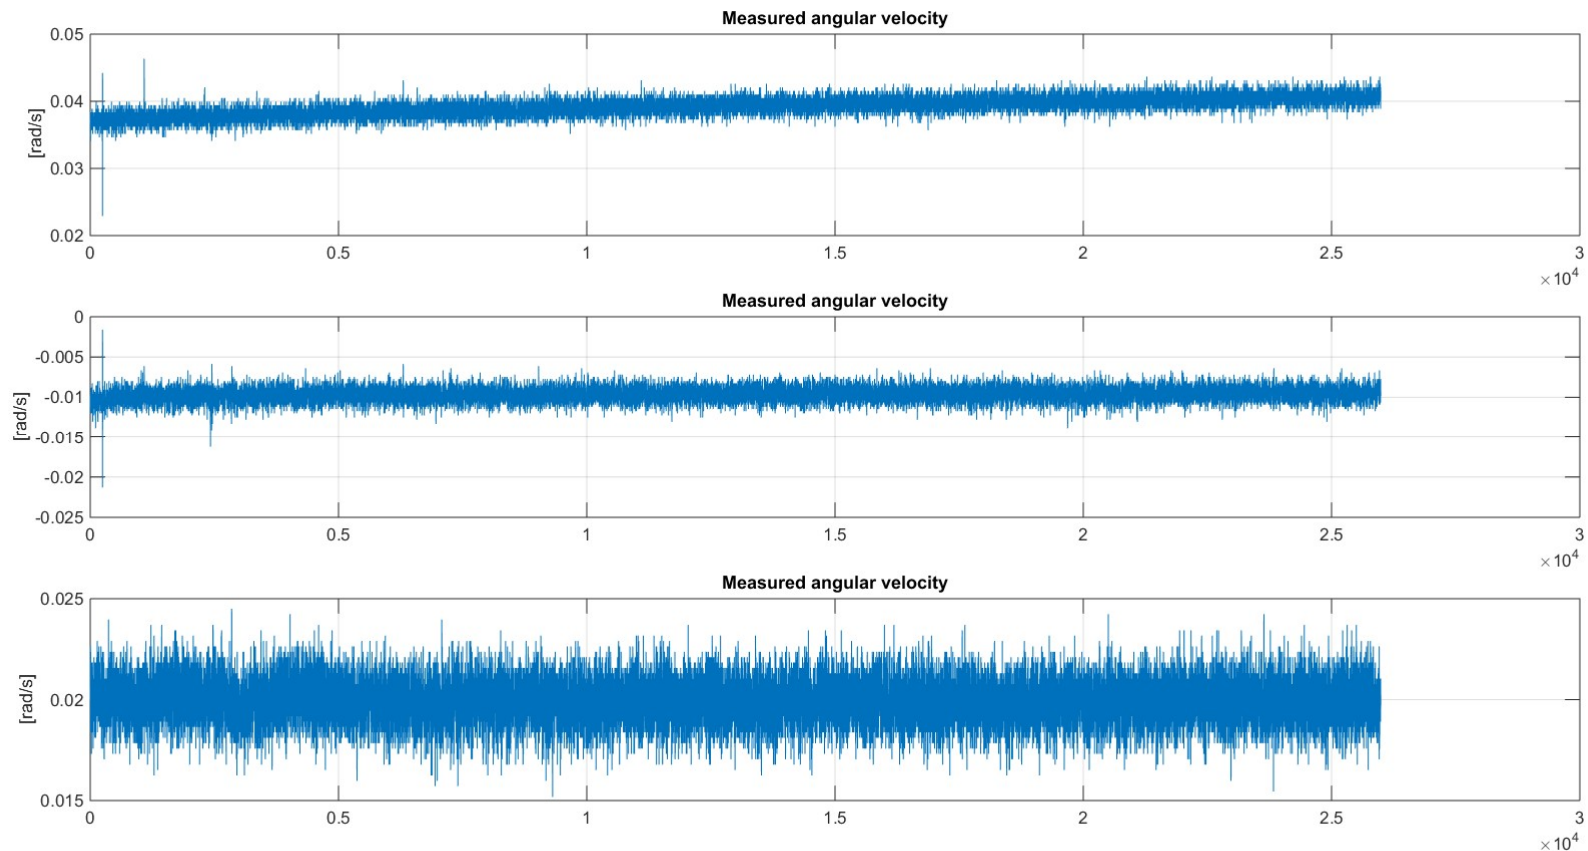 Measured angular velocity
0.05
0.04
0.03
0.02
[rad/s]
0 0.5 1 1.5 2 2.5 3
×10^4
Measured angular velocity
0
-0.005
-0.01
-0.015
-0.02
-0.025
[rad/s]
0 0.5 1 1.5 2 2.5 3
×10^4
Measured angular velocity
0.025
0.02
0.015
[rad/s]
0 0.5 1 1.5 2 2.5 3
×10^4